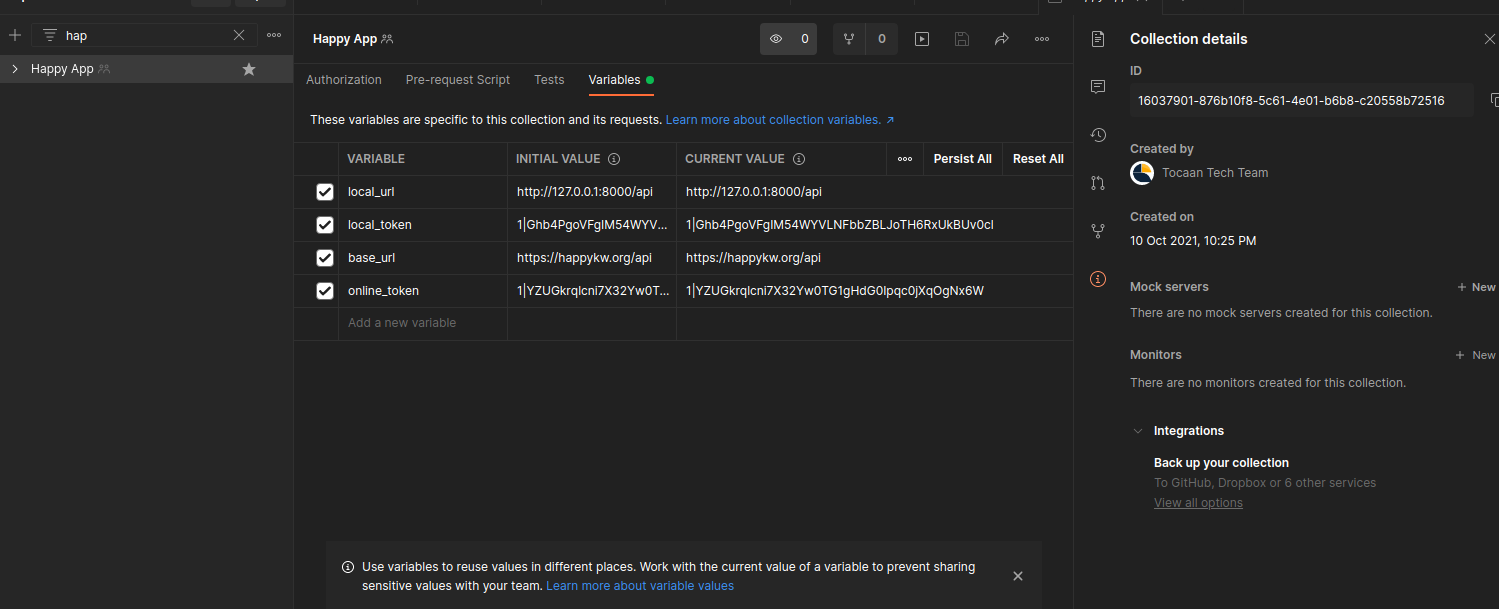 hap
Happy App
Happy App
0
0
Authorization
Pre-request Script
Tests
Variables
These variables are specific to this collection and its requests. Learn more about collection variables. ↗
VARIABLE
INITIAL VALUE
CURRENT VALUE
Persist All
Reset All
local_url
http://127.0.0.1:8000/api
http://127.0.0.1:8000/api
local_token
1|Ghb4PgoVFglM54WYV...
1|Ghb4PgoVFglM54WYVLNFbbZBLJoTH6RxUkBUv0cl
base_url
https://happykw.org/api
https://happykw.org/api
online_token
1|YZUGkrqlcni7X32Yw0T...
1|YZUGkrqlcni7X32Yw0TG1gHdG0lpqc0jXqOgNx6W
Add a new variable
Use variables to reuse values in different places. Work with the current value of a variable to prevent sharing
sensitive values with your team. Learn more about variable values
Collection details
ID
16037901-876b10f8-5c61-4e01-b6b8-c20558b72516
Created by
Tocaan Tech Team
Created on
10 Oct 2021, 10:25 PM
Mock servers
+ New
There are no mock servers created for this collection.
Monitors
+ New
There are no monitors created for this collection.
Integrations
Back up your collection
To GitHub, Dropbox or 6 other services
View all options